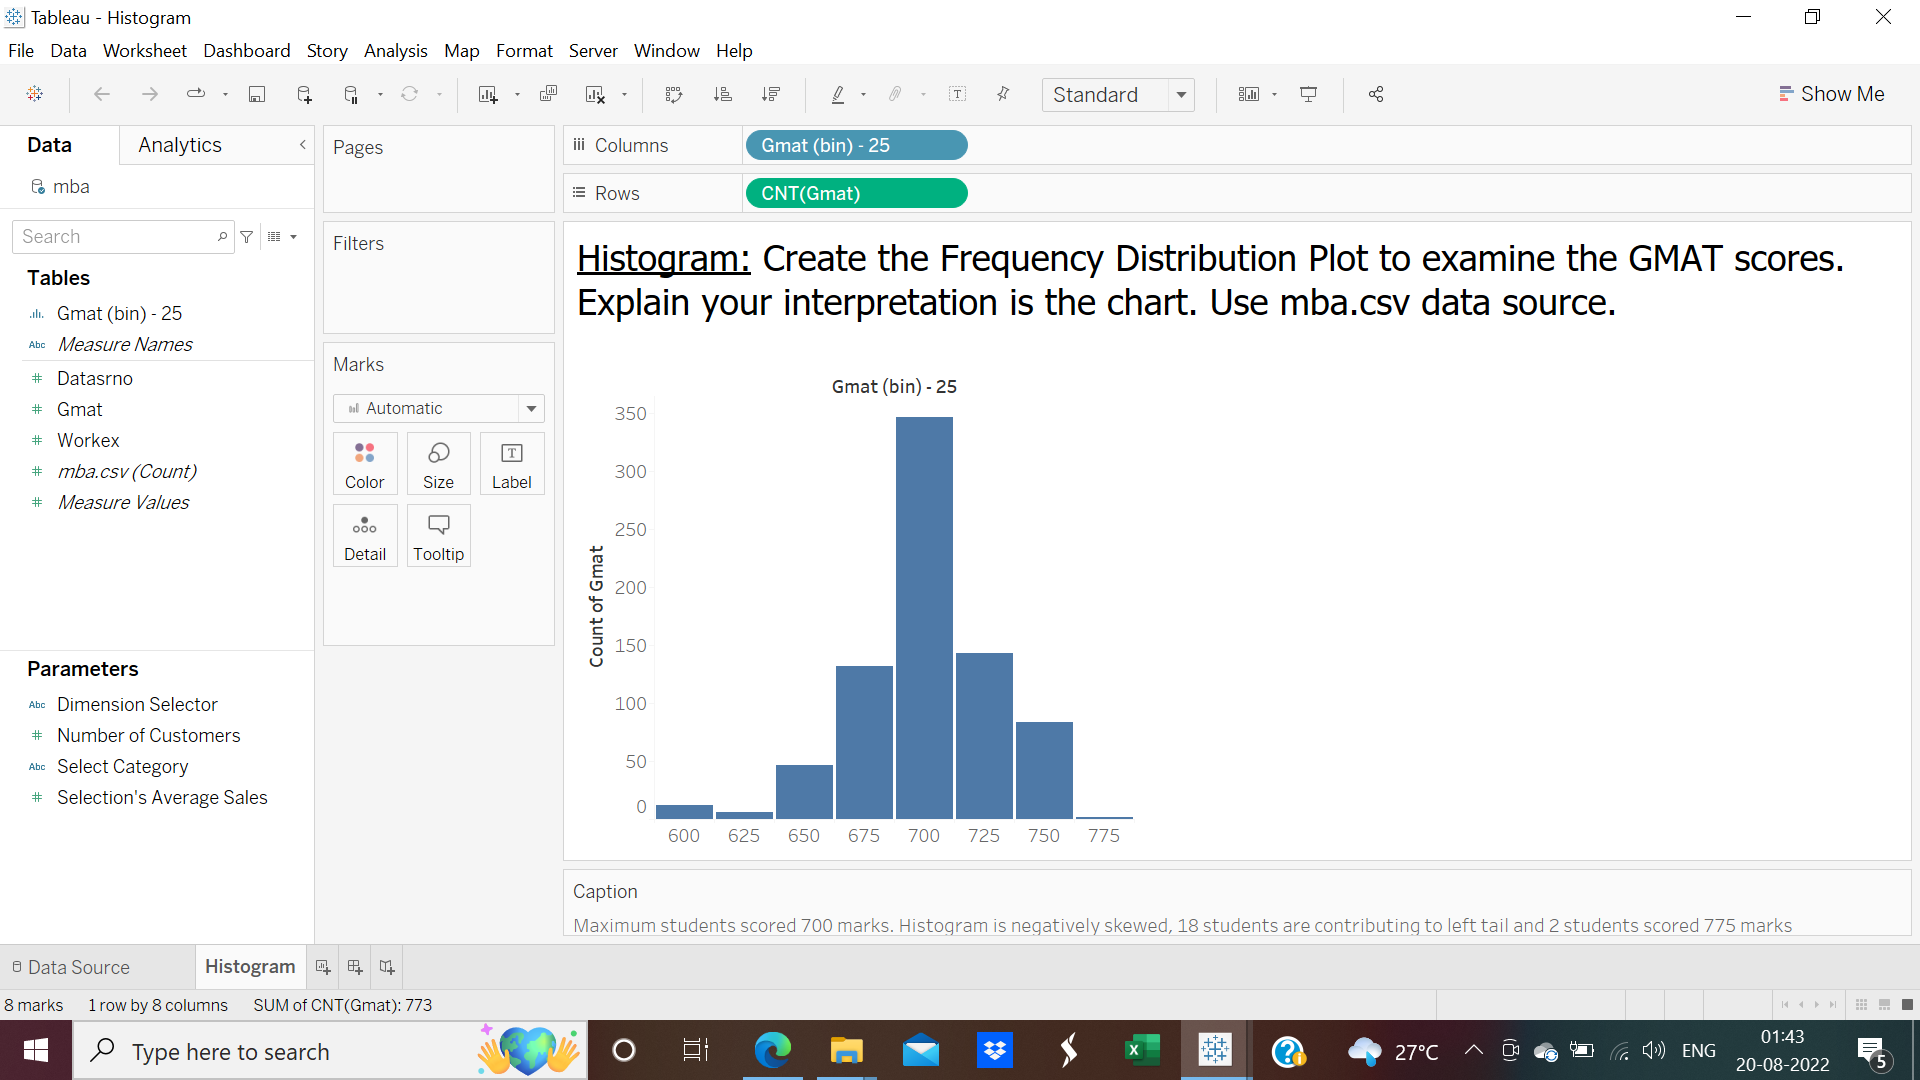 Tableau - Histogram
File Data Worksheet Dashboard Story Analysis Map Format Server Window Help
Standard
Show Me
Data
Analytics
mba
Search
Tables
Gmat (bin) - 25
Abc Measure Names
# Datasrno
# Gmat
# Workex
# mba.csv (Count)
# Measure Values
Parameters
Abc Dimension Selector
# Number of Customers
Abc Select Category
# Selection's Average Sales
Pages
Filters
Marks
Automatic
Color Size Label
Detail Tooltip
Columns Gmat (bin) - 25
Rows CNT(Gmat)
Histogram: Create the Frequency Distribution Plot to examine the GMAT scores.
Explain your interpretation is the chart. Use mba.csv data source.
Gmat (bin) - 25
Count of Gmat
350
300
250
200
150
100
50
0
600 625 650 675 700 725 750 775
Caption
Maximum students scored 700 marks. Histogram is negatively skewed, 18 students are contributing to left tail and 2 students scored 775 marks
Data Source
Histogram
8 marks 1 row by 8 columns SUM of CNT(Gmat): 773
Type here to search
27°C
ENG
01:43
20-08-2022
5